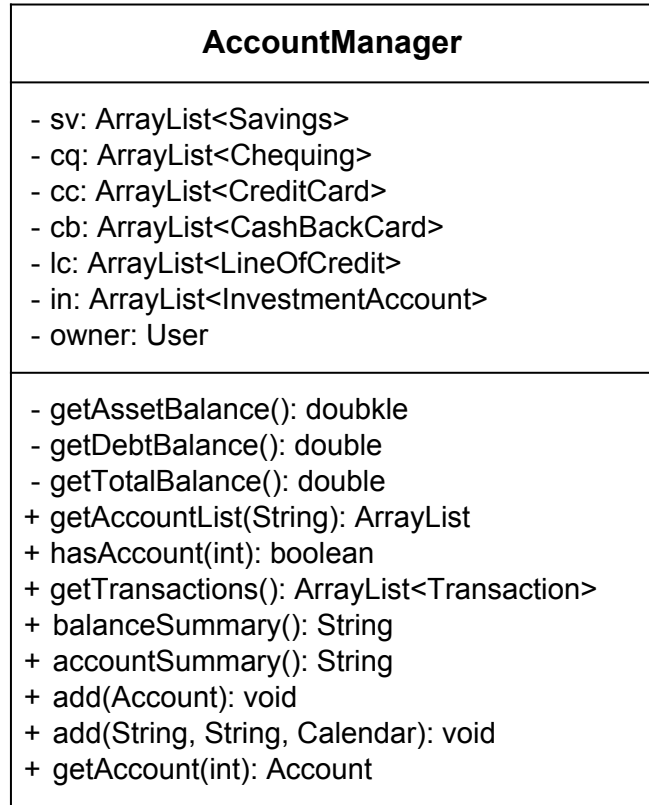 AccountManager
- sv: ArrayList<Savings>
- cq: ArrayList<Chequing>
- cc: ArrayList<CreditCard>
- cb: ArrayList<CashBackCard>
- lc: ArrayList<LineOfCredit>
- in: ArrayList<InvestmentAccount>
- owner: User
- getAssetBalance(): doubkle
- getDebtBalance(): double
- getTotalBalance(): double
+ getAccountList(String): ArrayList
+ hasAccount(int): boolean
+ getTransactions(): ArrayList<Transaction>
+ balanceSummary(): String
+ accountSummary(): String
+ add(Account): void
+ add(String, String, Calendar): void
+ getAccount(int): Account